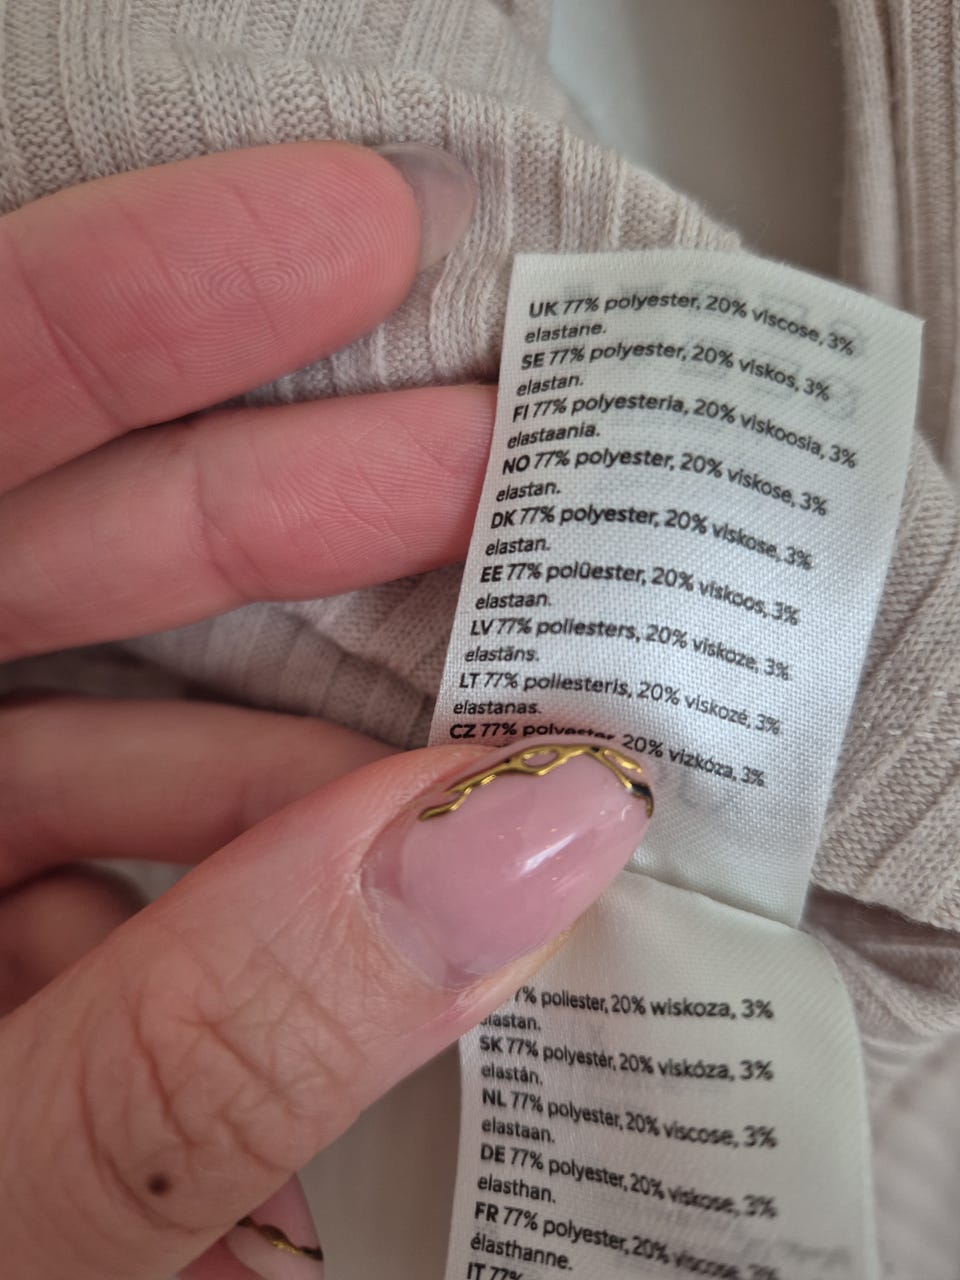 UK 77% polyester, 20% viscose, 3%
elastane.
SE 77% polyester, 20% viskos, 3%
elastan.
FI 77% polyesteria, 20% viskoosia, 3%
elastaania.
NO 77% polyester, 20% viskose, 3%
elastan.
DK 77% polyester, 20% viskose, 3%
elastan.
EE 77% polüester, 20% viskoos, 3%
elastaan.
LV 77% poliesters, 20% viskoze, 3%
elastāns.
LT 77% poliesteris, 20% viskozė, 3%
elastanas.
CZ 77% polyester 20% vizkóza, 3%
7% poliester, 20% wiskoza, 3%
elastan.
SK 77% polyestér, 20% viskóza, 3%
elastán.
NL 77% polyester, 20% viscose, 3%
elastaan.
DE 77% polyester, 20% viskose, 3%
elasthan.
FR 77% polyester, 20% viscose, 3%
élasthanne.
IT 77%